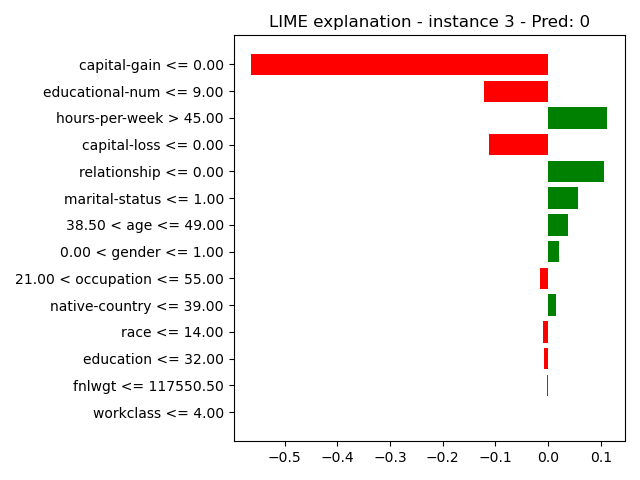 LIME explanation - instance 3 - Pred: 0
capital-gain <= 0.00
educational-num <= 9.00
hours-per-week > 45.00
capital-loss <= 0.00
relationship <= 0.00
marital-status <= 1.00
38.50 < age <= 49.00
0.00 < gender <= 1.00
21.00 < occupation <= 55.00
native-country <= 39.00
race <= 14.00
education <= 32.00
fnlwgt <= 117550.50
workclass <= 4.00
−0.5 −0.4 −0.3 −0.2 −0.1 0.0 0.1